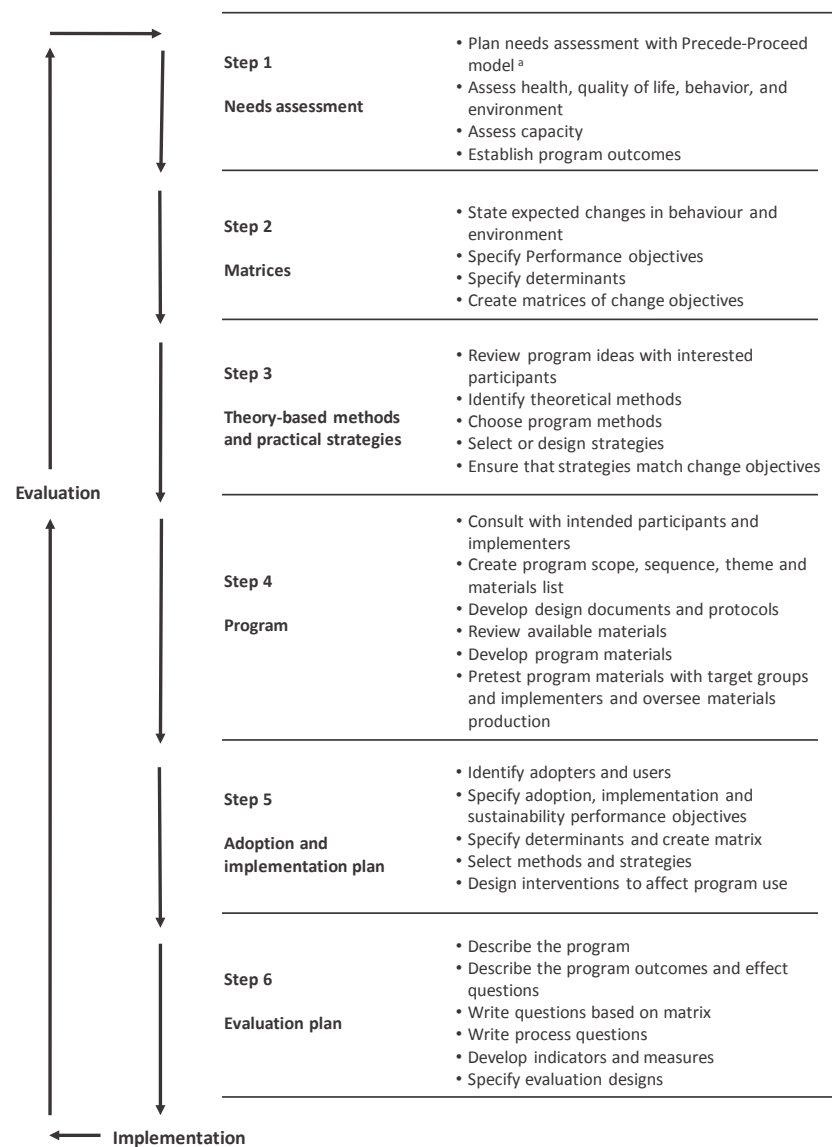 Step 1
Needs assessment
• Plan needs assessment with Precede-Proceed
model ᵃ
• Assess health, quality of life, behavior, and
environment
• Assess capacity
• Establish program outcomes
Step 2
Matrices
• State expected changes in behaviour and
environment
• Specify Performance objectives
• Specify determinants
• Create matrices of change objectives
Step 3
Theory-based methods
and practical strategies
• Review program ideas with interested
participants
• Identify theoretical methods
• Choose program methods
• Select or design strategies
• Ensure that strategies match change objectives
Evaluation
Step 4
Program
• Consult with intended participants and
implementers
• Create program scope, sequence, theme and
materials list
• Develop design documents and protocols
• Review available materials
• Develop program materials
• Pretest program materials with target groups
and implementers and oversee materials
production
Step 5
Adoption and
implementation plan
• Identify adopters and users
• Specify adoption, implementation and
sustainability performance objectives
• Specify determinants and create matrix
• Select methods and strategies
• Design interventions to affect program use
Step 6
Evaluation plan
• Describe the program
• Describe the program outcomes and effect
questions
• Write questions based on matrix
• Write process questions
• Develop indicators and measures
• Specify evaluation designs
Implementation